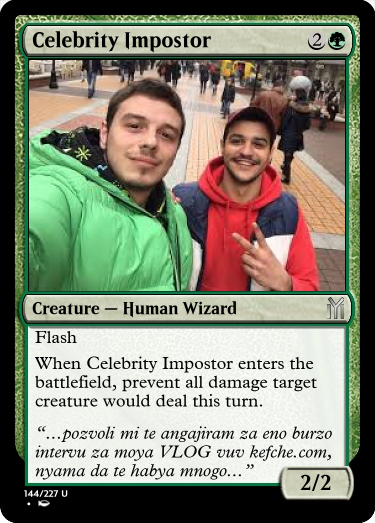 Celebrity Impostor 2
Creature — Human Wizard
Flash
When Celebrity Impostor enters the
battlefield, prevent all damage target
creature would deal this turn.
“…pozvoli mi te angajiram za eno burzo
intervu za moya VLOG vuv kefche.com,
nyama da te habya mnogo…”
2/2
144/227 U